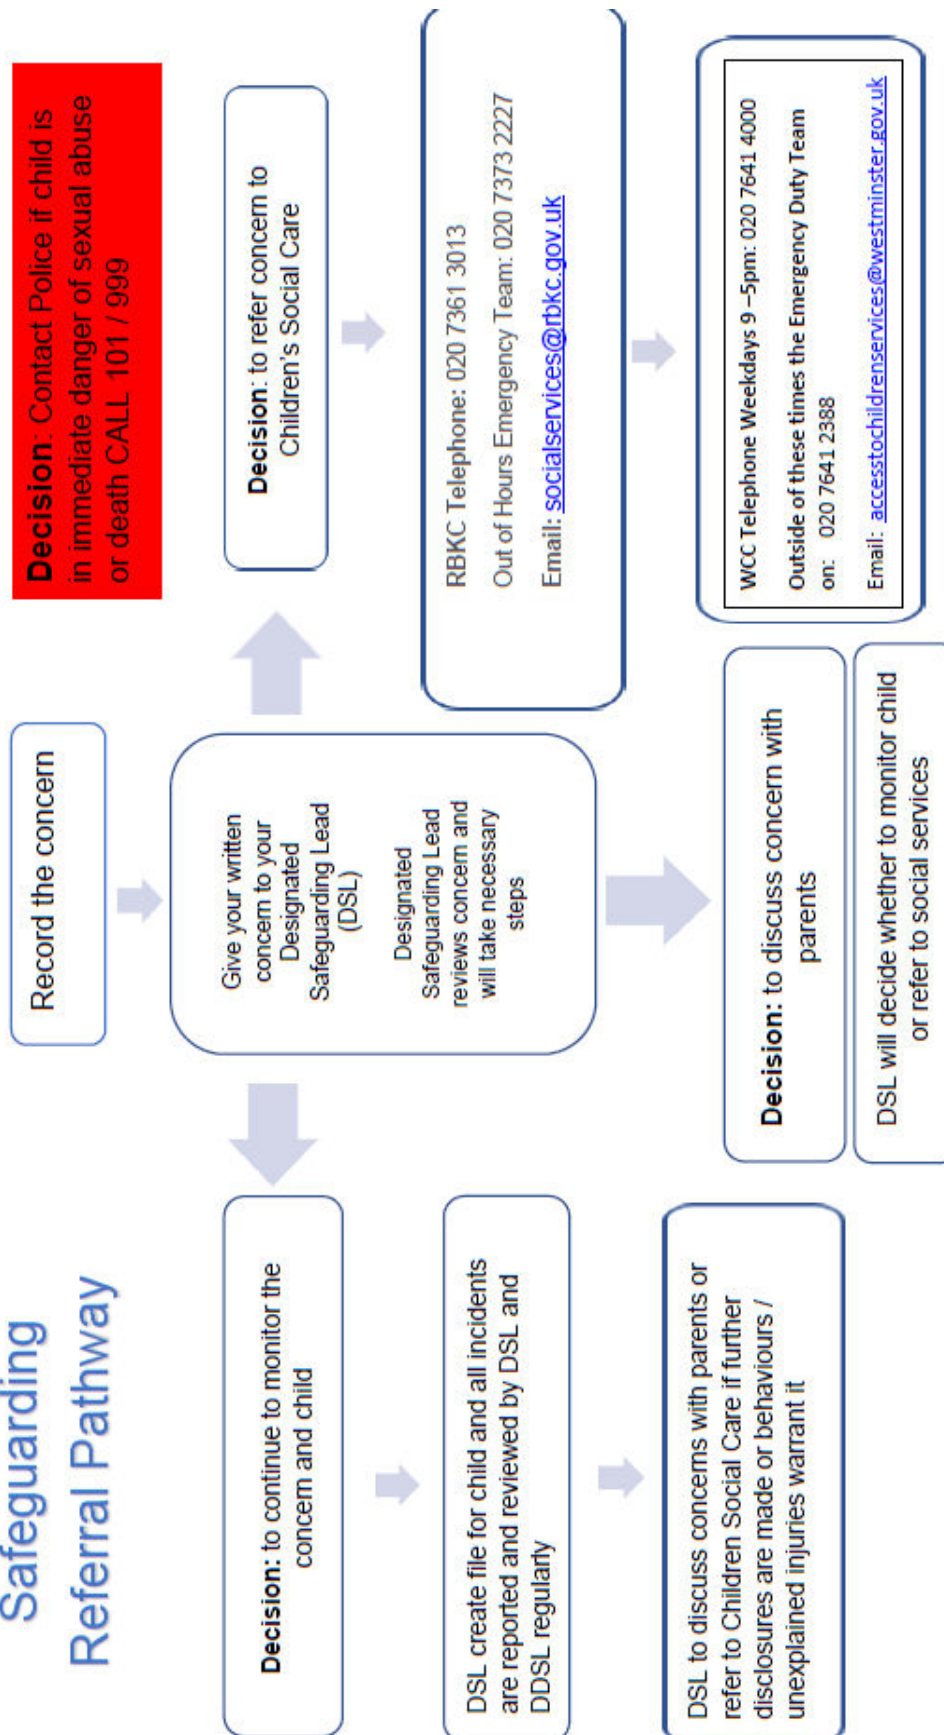 Safeguarding
Referral Pathway
Record the concern
Decision: Contact Police if child is
in immediate danger of sexual abuse
or death CALL 101 / 999
Give your written
concern to your
Designated
Safeguarding Lead
(DSL)
Designated
Safeguarding Lead
reviews concern and
will take necessary
steps
Decision: to continue to monitor the
concern and child
DSL create file for child and all incidents
are reported and reviewed by DSL and
DDSL regularly
DSL to discuss concerns with parents or
refer to Children Social Care if further
disclosures are made or behaviours /
unexplained injuries warrant it
Decision: to discuss concern with
parents
DSL will decide whether to monitor child
or refer to social services
Decision: to refer concern to
Children's Social Care
RBKC Telephone: 020 7361 3013
Out of Hours Emergency Team: 020 7373 2227
Email: socialservices@rbkc.gov.uk
WCC Telephone Weekdays 9 –5pm: 020 7641 4000
Outside of these times the Emergency Duty Team
on: 020 7641 2388
Email: accesstochildrenservices@westminster.gov.uk